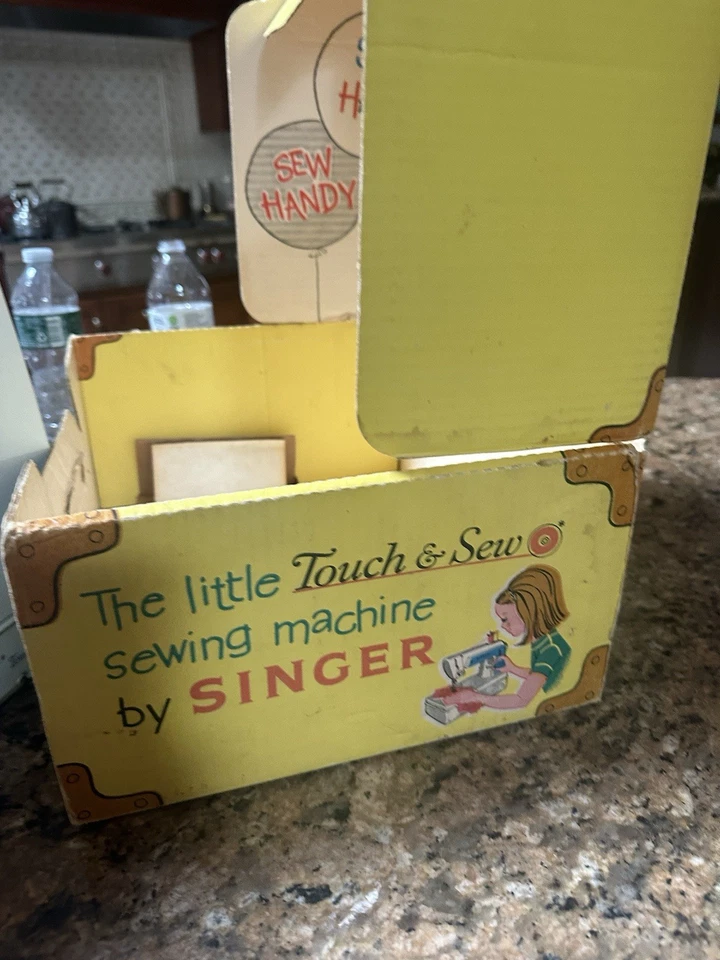 SEW
HANDY
The little Touch & Sew
sewing machine
by SINGER